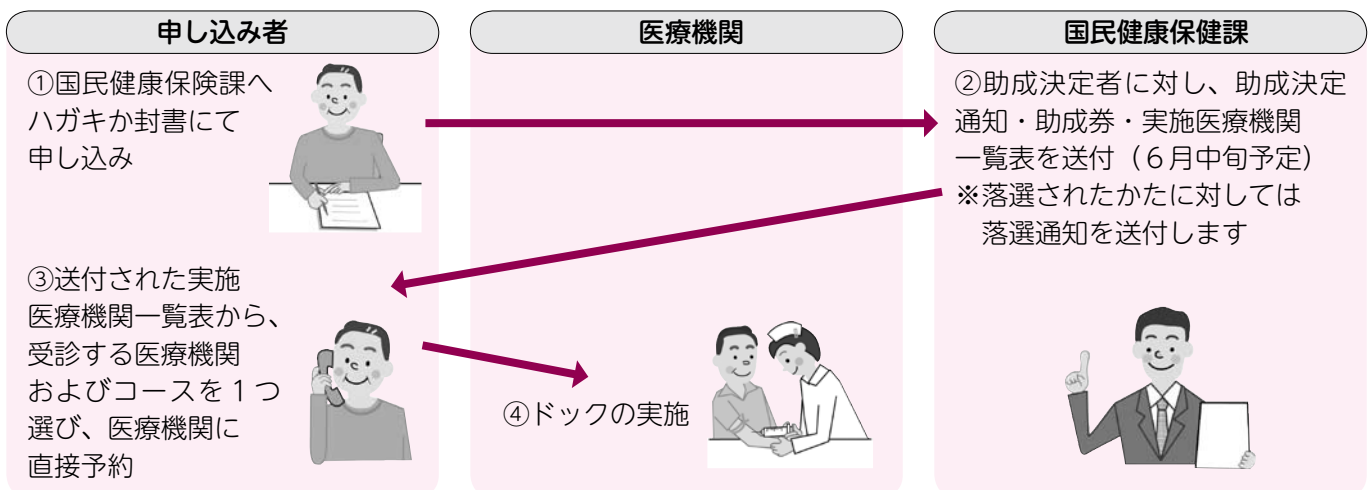 申し込み者
①国民健康保険課へ
ハガキか封書にて
申し込み
③送付された実施
医療機関一覧表から、
受診する医療機関
およびコースを１つ
選び、医療機関に
直接予約
医療機関
④ドックの実施
国民健康保健課
②助成決定者に対し、助成決定
通知・助成券・実施医療機関
一覧表を送付（６月中旬予定）
※落選されたかたに対しては
落選通知を送付します